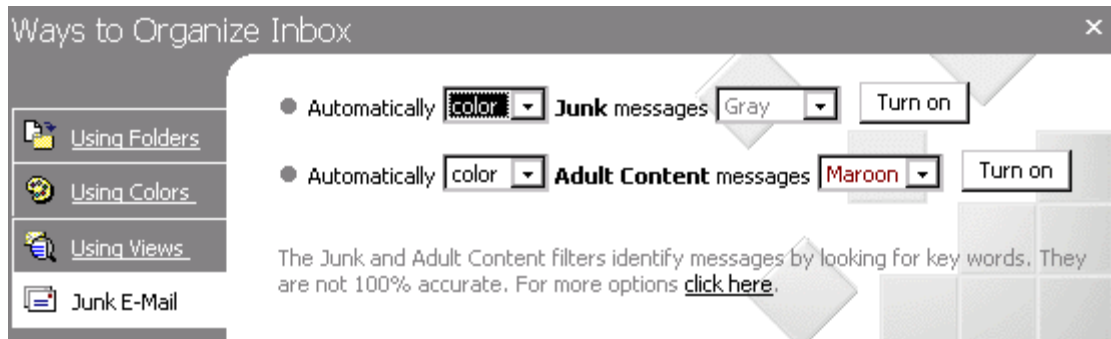 Ways to Organize Inbox
Automatically color Junk messages Gray Turn on
Using Folders
Automatically color Adult Content messages Maroon Turn on
Using Colors
Using Views
The Junk and Adult Content filters identify messages by looking for key words. They
are not 100% accurate. For more options click here.
Junk E-Mail